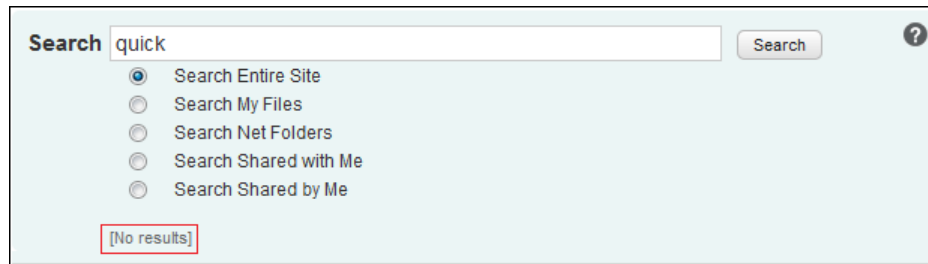 Search quick Search ?
Search Entire Site
Search My Files
Search Net Folders
Search Shared with Me
Search Shared by Me
[No results]